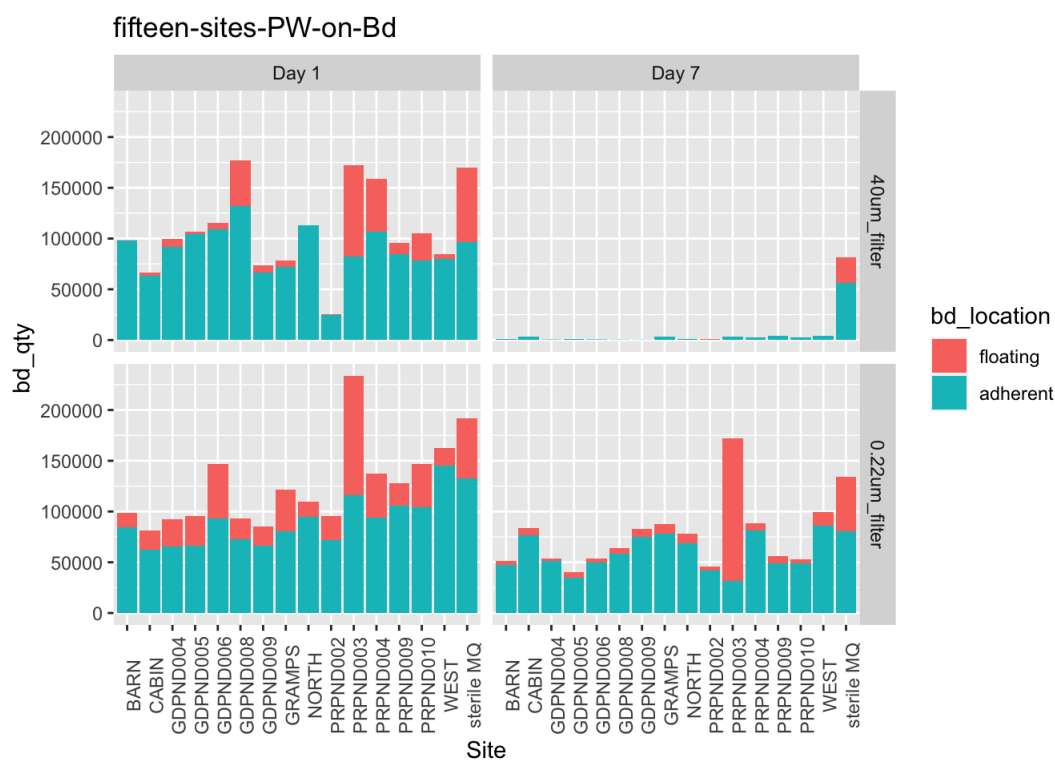 fifteen-sites-PW-on-Bd
Day 1
Day 7
200000
150000
100000
50000
0
40um_filter
200000
150000
100000
50000
0
0.22um_filter
bd_qty
BARN
CABIN
GDPND004
GDPND005
GDPND006
GDPND008
GDPND009
GRAMPS
NORTH
PRPND002
PRPND003
PRPND004
PRPND009
PRPND010
WEST
sterile MQ
BARN
CABIN
GDPND004
GDPND005
GDPND006
GDPND008
GDPND009
GRAMPS
NORTH
PRPND002
PRPND003
PRPND004
PRPND009
PRPND010
WEST
sterile MQ
Site
bd_location
floating
adherent